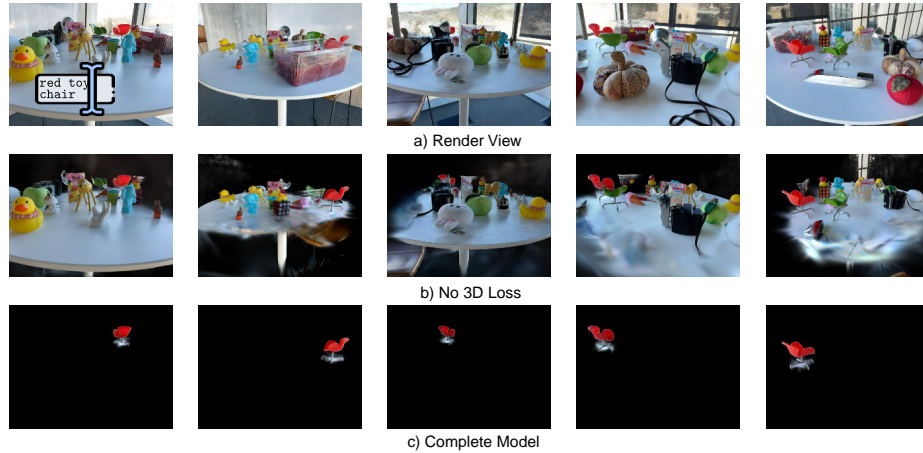 red toy
chair
a) Render View
b) No 3D Loss
c) Complete Model